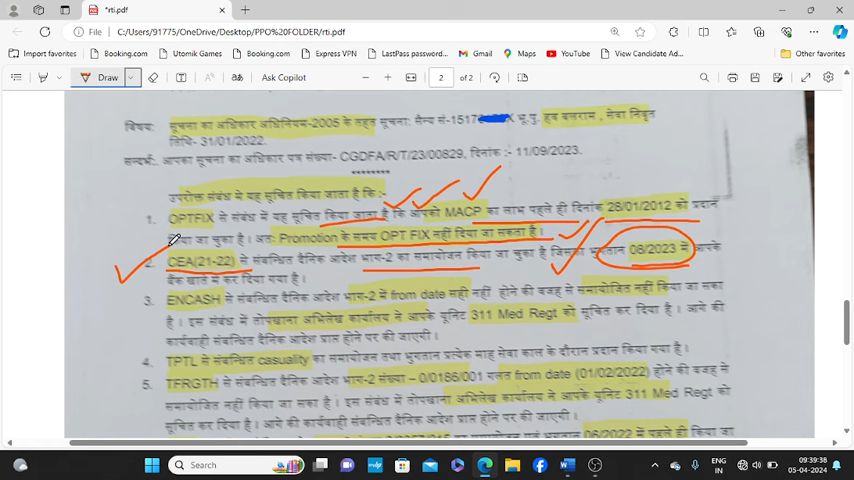 *rti.pdf
File C:/Users/91775/OneDrive/Desktop/PPO%20FOLDER/rti.pdf
Import favorites Booking.com Utomik Games Booking.com Express VPN LastPass password... Gmail Maps YouTube View Candidate Ad... Other favorites
Draw Ask Copilot 2 of 2
विषय: सूचना का अधिकार अधिनियम-2005 के तहत सूचना: सैन्य सं-1517 K भू.पु. हव बलराम , सेवा निवृत
तिथि- 31/01/2022.
सन्दर्भ:- आपका सूचना का अधिकार पत्र संख्या- CGDFA/R/T/23/00829, दिनांक :- 11/09/2023.
********
उपरोक्त संबंध में यह सूचित किया जाता है कि :-
1. OPTFIX से संबंध में यह सूचित किया जाता है कि आपको MACP का लाभ पहले ही दिनांक 28/01/2012 को प्रदान
किया जा चुका है। अतः Promotion के समय OPT FIX नहीं दिया जा सकता है।
2. CEA(21-22) से संबंधित दैनिक आदेश भाग-2 का समायोजन किया जा चुका है जिसका भुगतान 08/2023 में आपके
बैंक खाते में कर दिया गया है।
3. ENCASH से संबंधित दैनिक आदेश भाग-2 में from date सही नहीं होने की वजह से समायोजित नहीं किया जा सका
है। इस संबंध में तोपखाना अभिलेख कार्यालय ने आपके यूनिट 311 Med Regt को सूचित कर दिया है। आगे की
कार्यवाही संबंधित दैनिक आदेश प्राप्त होने पर की जाएगी।
4. TPTL से संबंधित casuality का समायोजन तथा भुगतान प्रत्येक माह सेवा काल के दौरान प्रदान किया गया है।
5. TFRGTH से संबंधित दैनिक आदेश भाग-2 संख्या – 0/0186/001 गलत from date (01/02/2022) होने की वजह से
समायोजित नहीं किया जा सका है। इस संबंध में तोपखाना अभिलेख कार्यालय ने आपके यूनिट 311 Med Regt को
सूचित कर दिया है। आगे की कार्यवाही संबंधित दैनिक आदेश प्राप्त होने पर की जाएगी।
06/2022 में पहले ही किया जा
Search
ENG
IN
09:39:38
05-04-2024